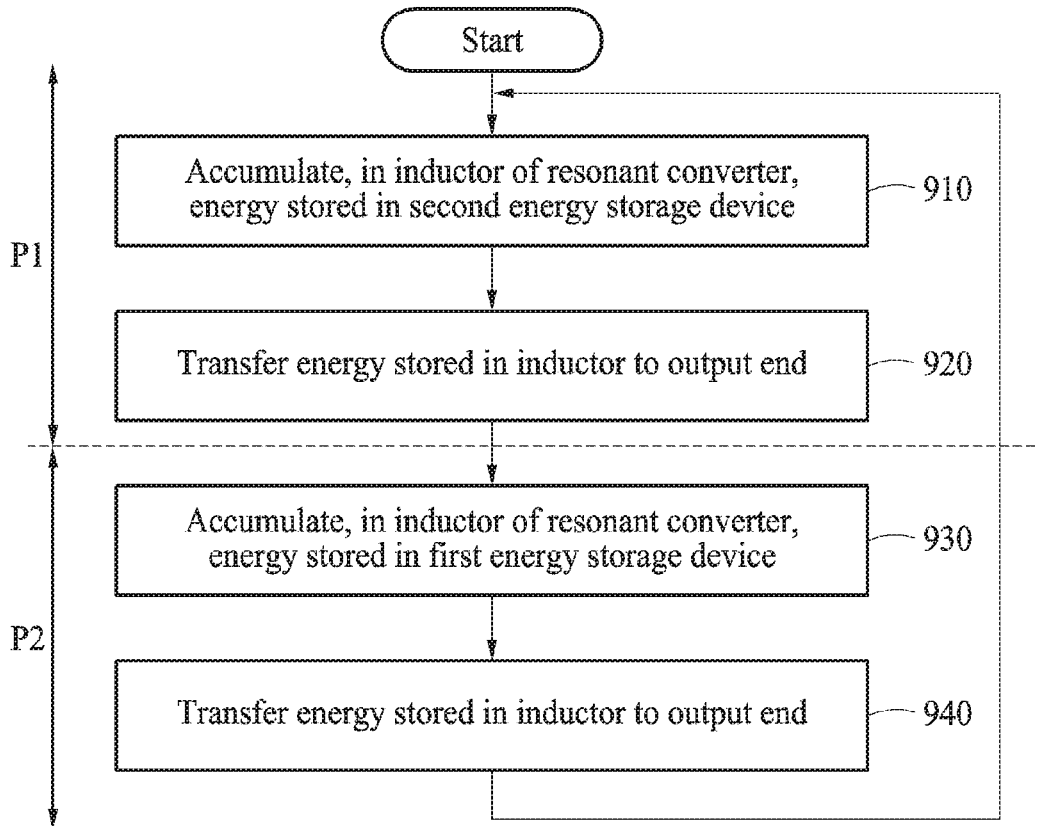 Start
P1
Accumulate, in inductor of resonant converter,
energy stored in second energy storage device
910
Transfer energy stored in inductor to output end
920
P2
Accumulate, in inductor of resonant converter,
energy stored in first energy storage device
930
Transfer energy stored in inductor to output end
940